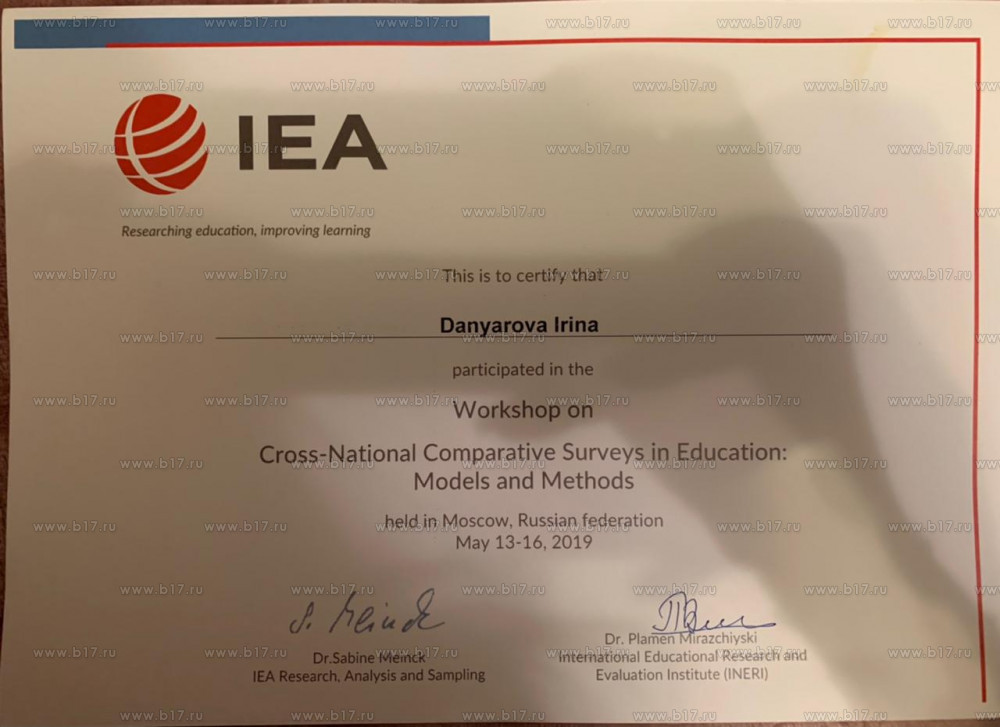 IEA
Researching education, improving learning
This is to certify that
Danyarova Irina
participated in the
Workshop on
Cross-National Comparative Surveys in Education:
Models and Methods
held in Moscow, Russian federation
May 13-16, 2019
S. Meinck
Dr.Sabine Meinck
IEA Research, Analysis and Sampling
Dr. Plamen Mirazchiyski
International Educational Research and
Evaluation Institute (INERI)
www.b17.ru